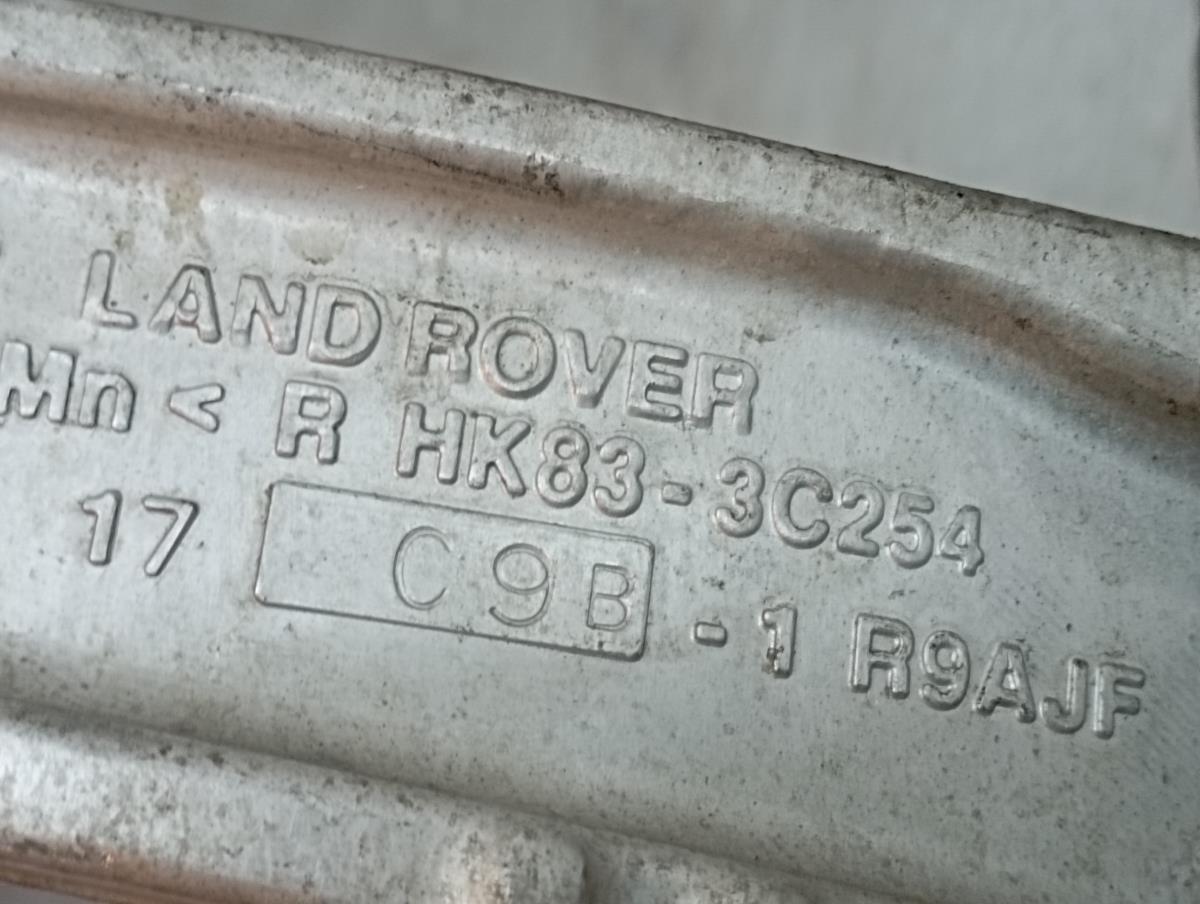 LAND ROVER
Mn < R HK83-3C254
17 C9B -1 R9AJF